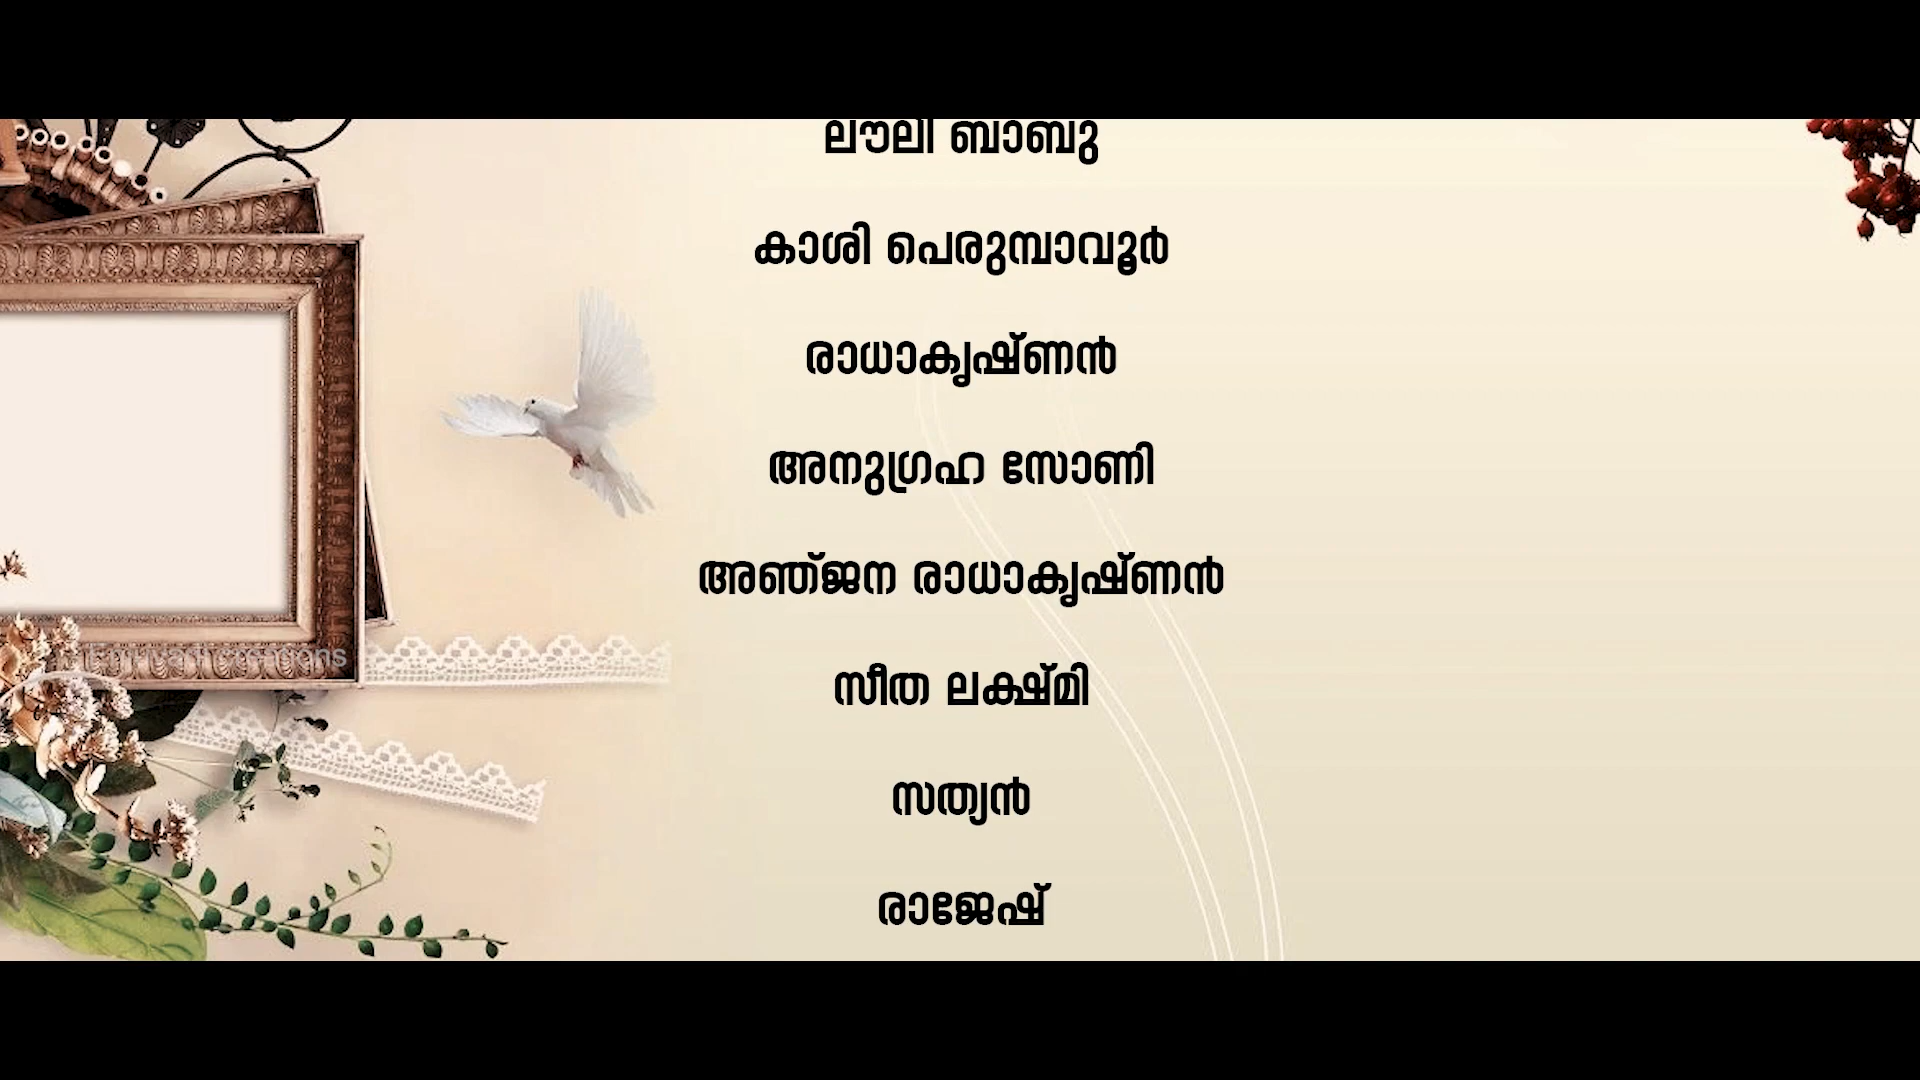 ലൗലി ബാബു
കാശി പെരുമ്പാവൂർ
രാധാകൃഷ്ണൻ
അനുഗ്രഹ സോണി
അഞ്ജന രാധാകൃഷ്ണൻ
സീത ലക്ഷ്മി
സത്യൻ
രാജേഷ്